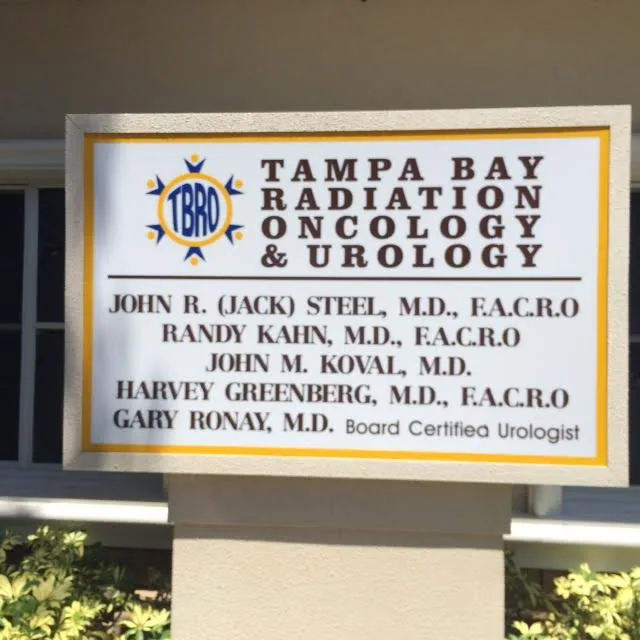 TBRO
TAMPA BAY
RADIATION
ONCOLOGY
& UROLOGY
JOHN R. (JACK) STEEL, M.D., F.A.C.R.O
RANDY KAHN, M.D., F.A.C.R.O
JOHN M. KOVAL, M.D.
HARVEY GREENBERG, M.D., F.A.C.R.O
GARY RONAY, M.D. Board Certified Urologist